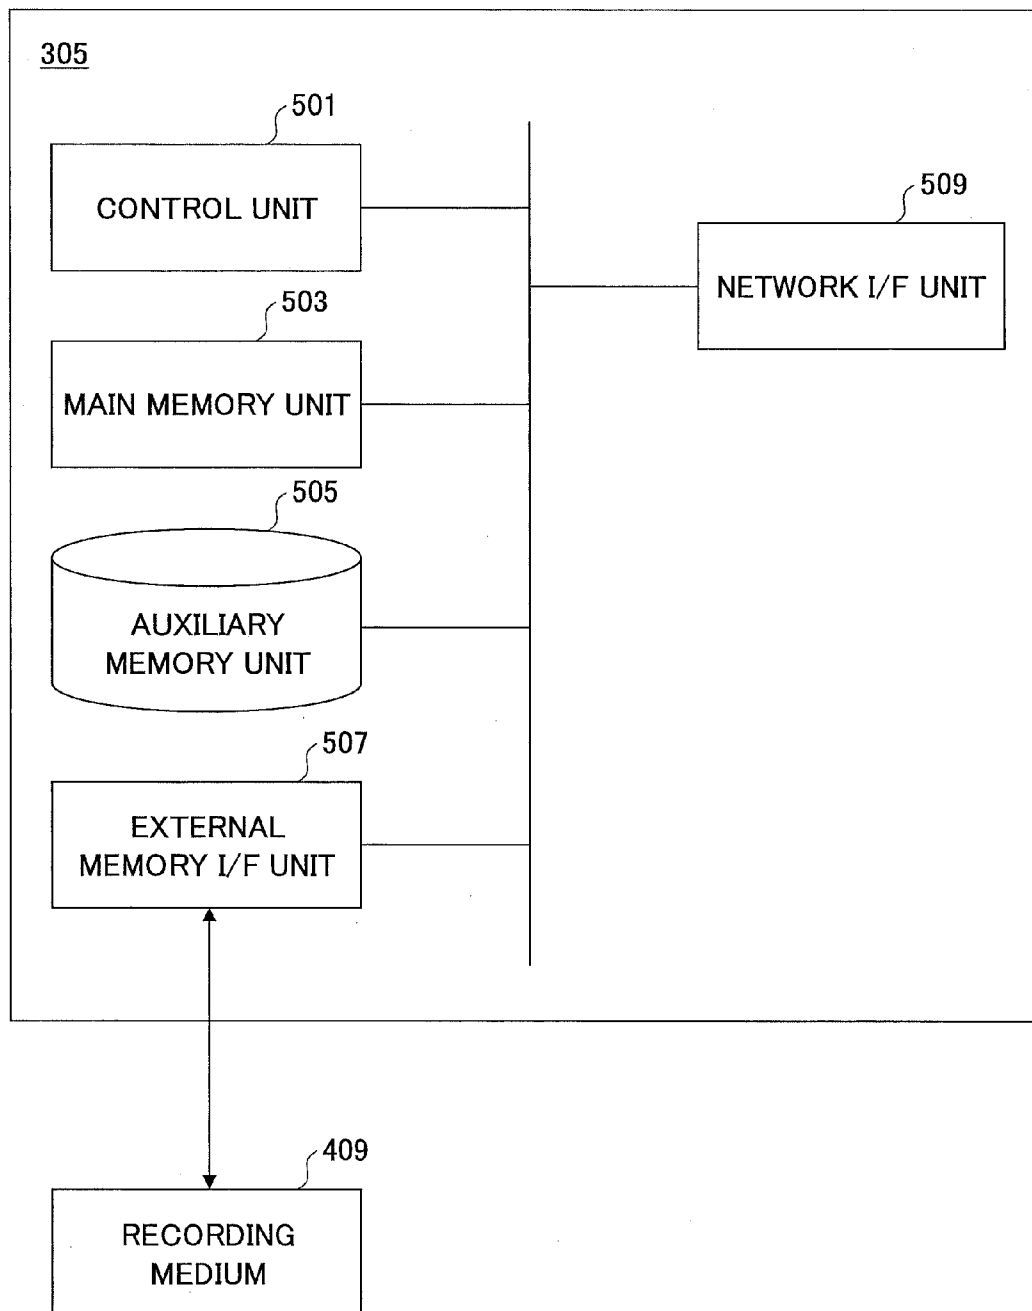 305
501
CONTROL UNIT
509
NETWORK I/F UNIT
503
MAIN MEMORY UNIT
505
AUXILIARY
MEMORY UNIT
507
EXTERNAL
MEMORY I/F UNIT
409
RECORDING
MEDIUM